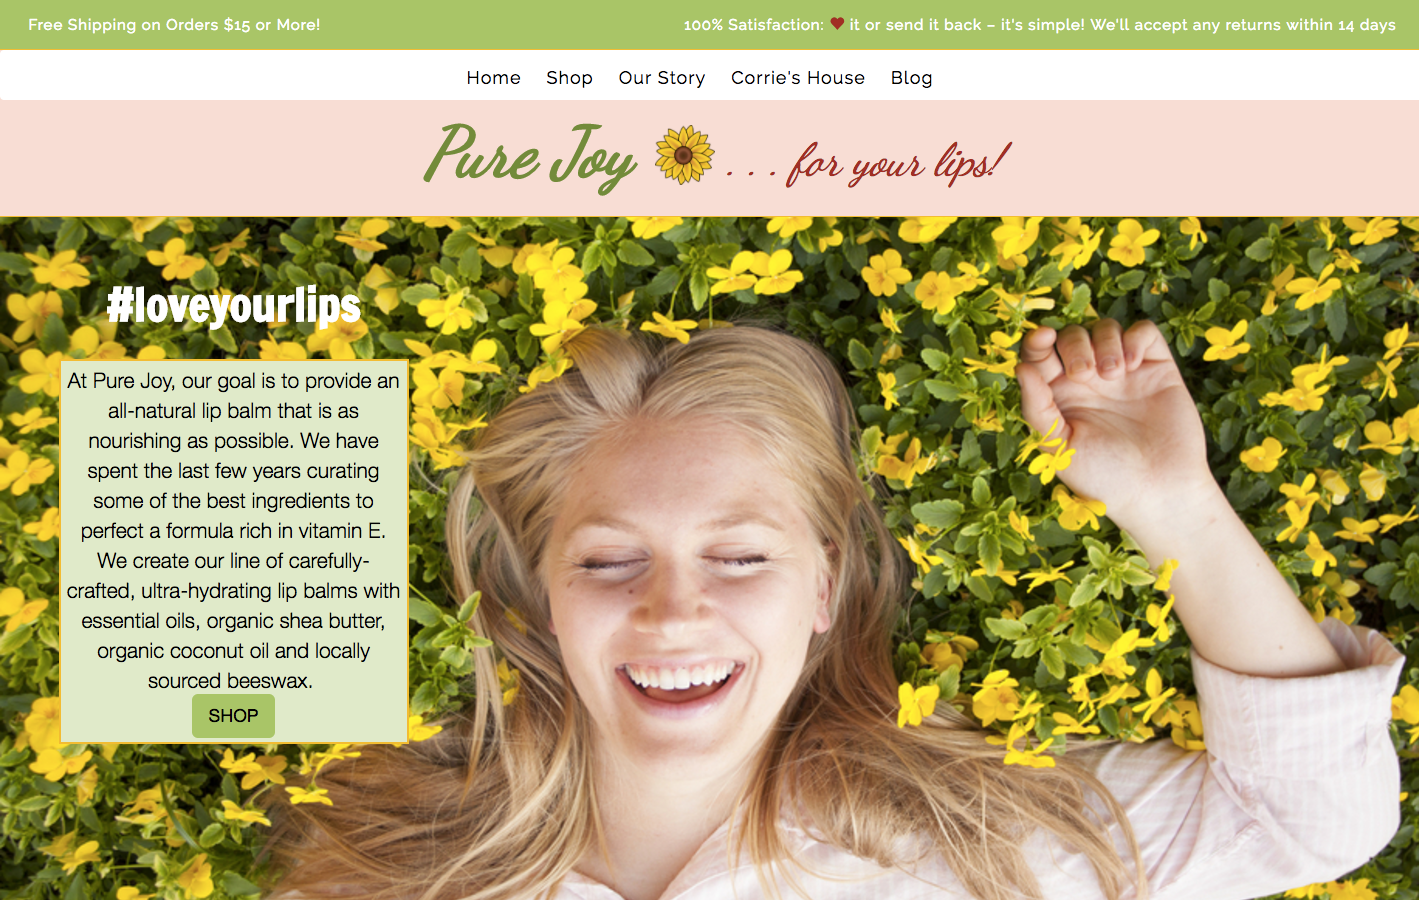 Free Shipping on Orders $15 or More!
100% Satisfaction: ❤ it or send it back – it's simple! We'll accept any returns within 14 days
Home Shop Our Story Corrie's House Blog
Pure Joy . . . for your lips!
#loveyourlips
At Pure Joy, our goal is to provide an
all-natural lip balm that is as
nourishing as possible. We have
spent the last few years curating
some of the best ingredients to
perfect a formula rich in vitamin E.
We create our line of carefully-
crafted, ultra-hydrating lip balms with
essential oils, organic shea butter,
organic coconut oil and locally
sourced beeswax.
SHOP